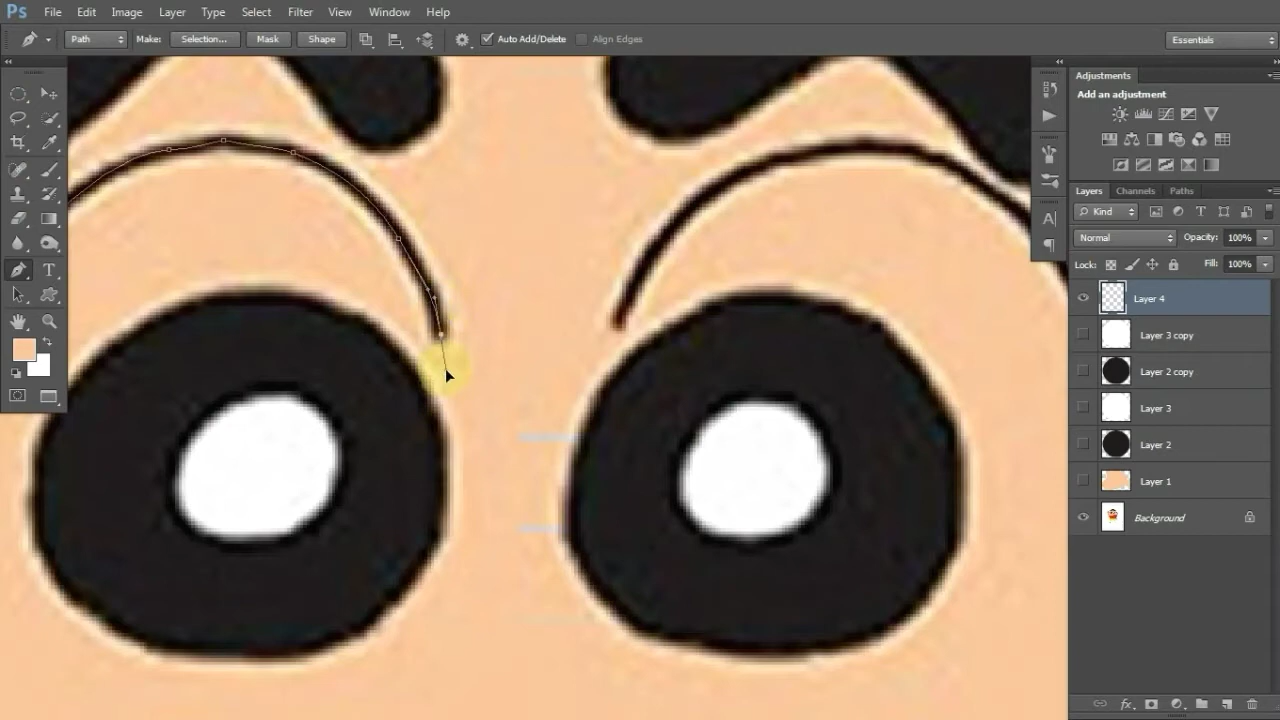 Ps File Edit Image Layer Type Select Filter View Window Help
Path Make: Selection... Mask Shape Auto Add/Delete Align Edges Essentials
Adjustments
Add an adjustment
Layers Channels Paths
Kind
Normal Opacity: 100%
Lock: Fill: 100%
Layer 4
Layer 3 copy
Layer 2 copy
Layer 3
Layer 2
Layer 1
Background